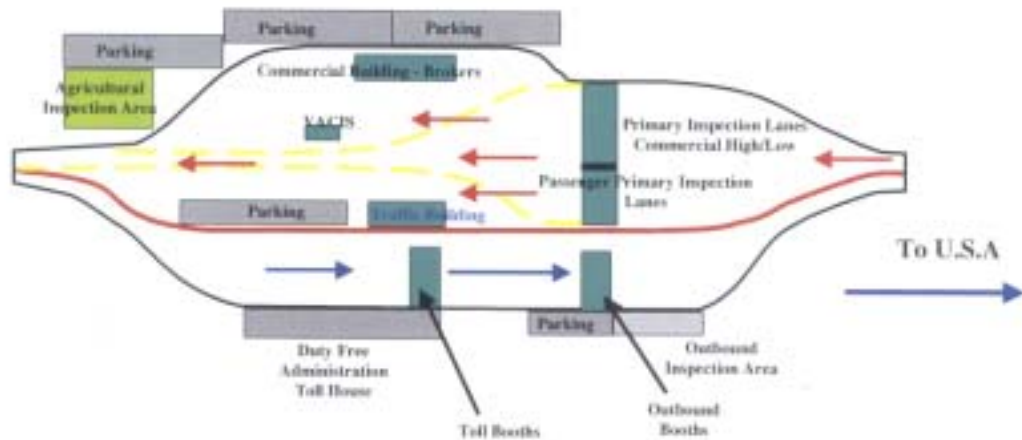 Parking
Parking
Parking
Commercial Building - Brokers
Agricultural
Inspection Area
VACIS
Primary Inspection Lanes
Commercial High/Low
Passenger Primary Inspection
Lanes
Parking
Traffic Building
To U.S.A
Parking
Duty Free
Administration
Toll House
Outbound
Inspection Area
Toll Booths
Outbound
Booths